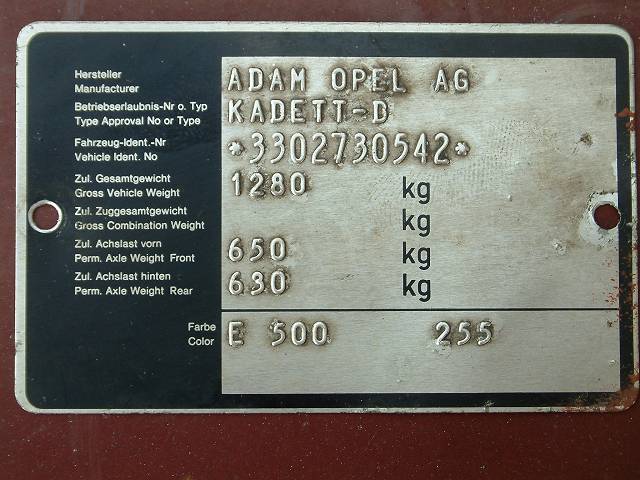 Hersteller
Manufacturer
ADAM OPEL AG
Betriebserlaubnis-Nr o. Typ
Type Approval No or Type
KADETT-D
Fahrzeug-Ident.-Nr
Vehicle Ident. No
*3302730542*
Zul. Gesamtgewicht
Gross Vehicle Weight
1280 kg
Zul. Zuggesamtgewicht
Gross Combination Weight
kg
Zul. Achslast vorn
Perm. Axle Weight Front
650 kg
Zul. Achslast hinten
Perm. Axle Weight Rear
630 kg
Farbe
Color
E 500 255